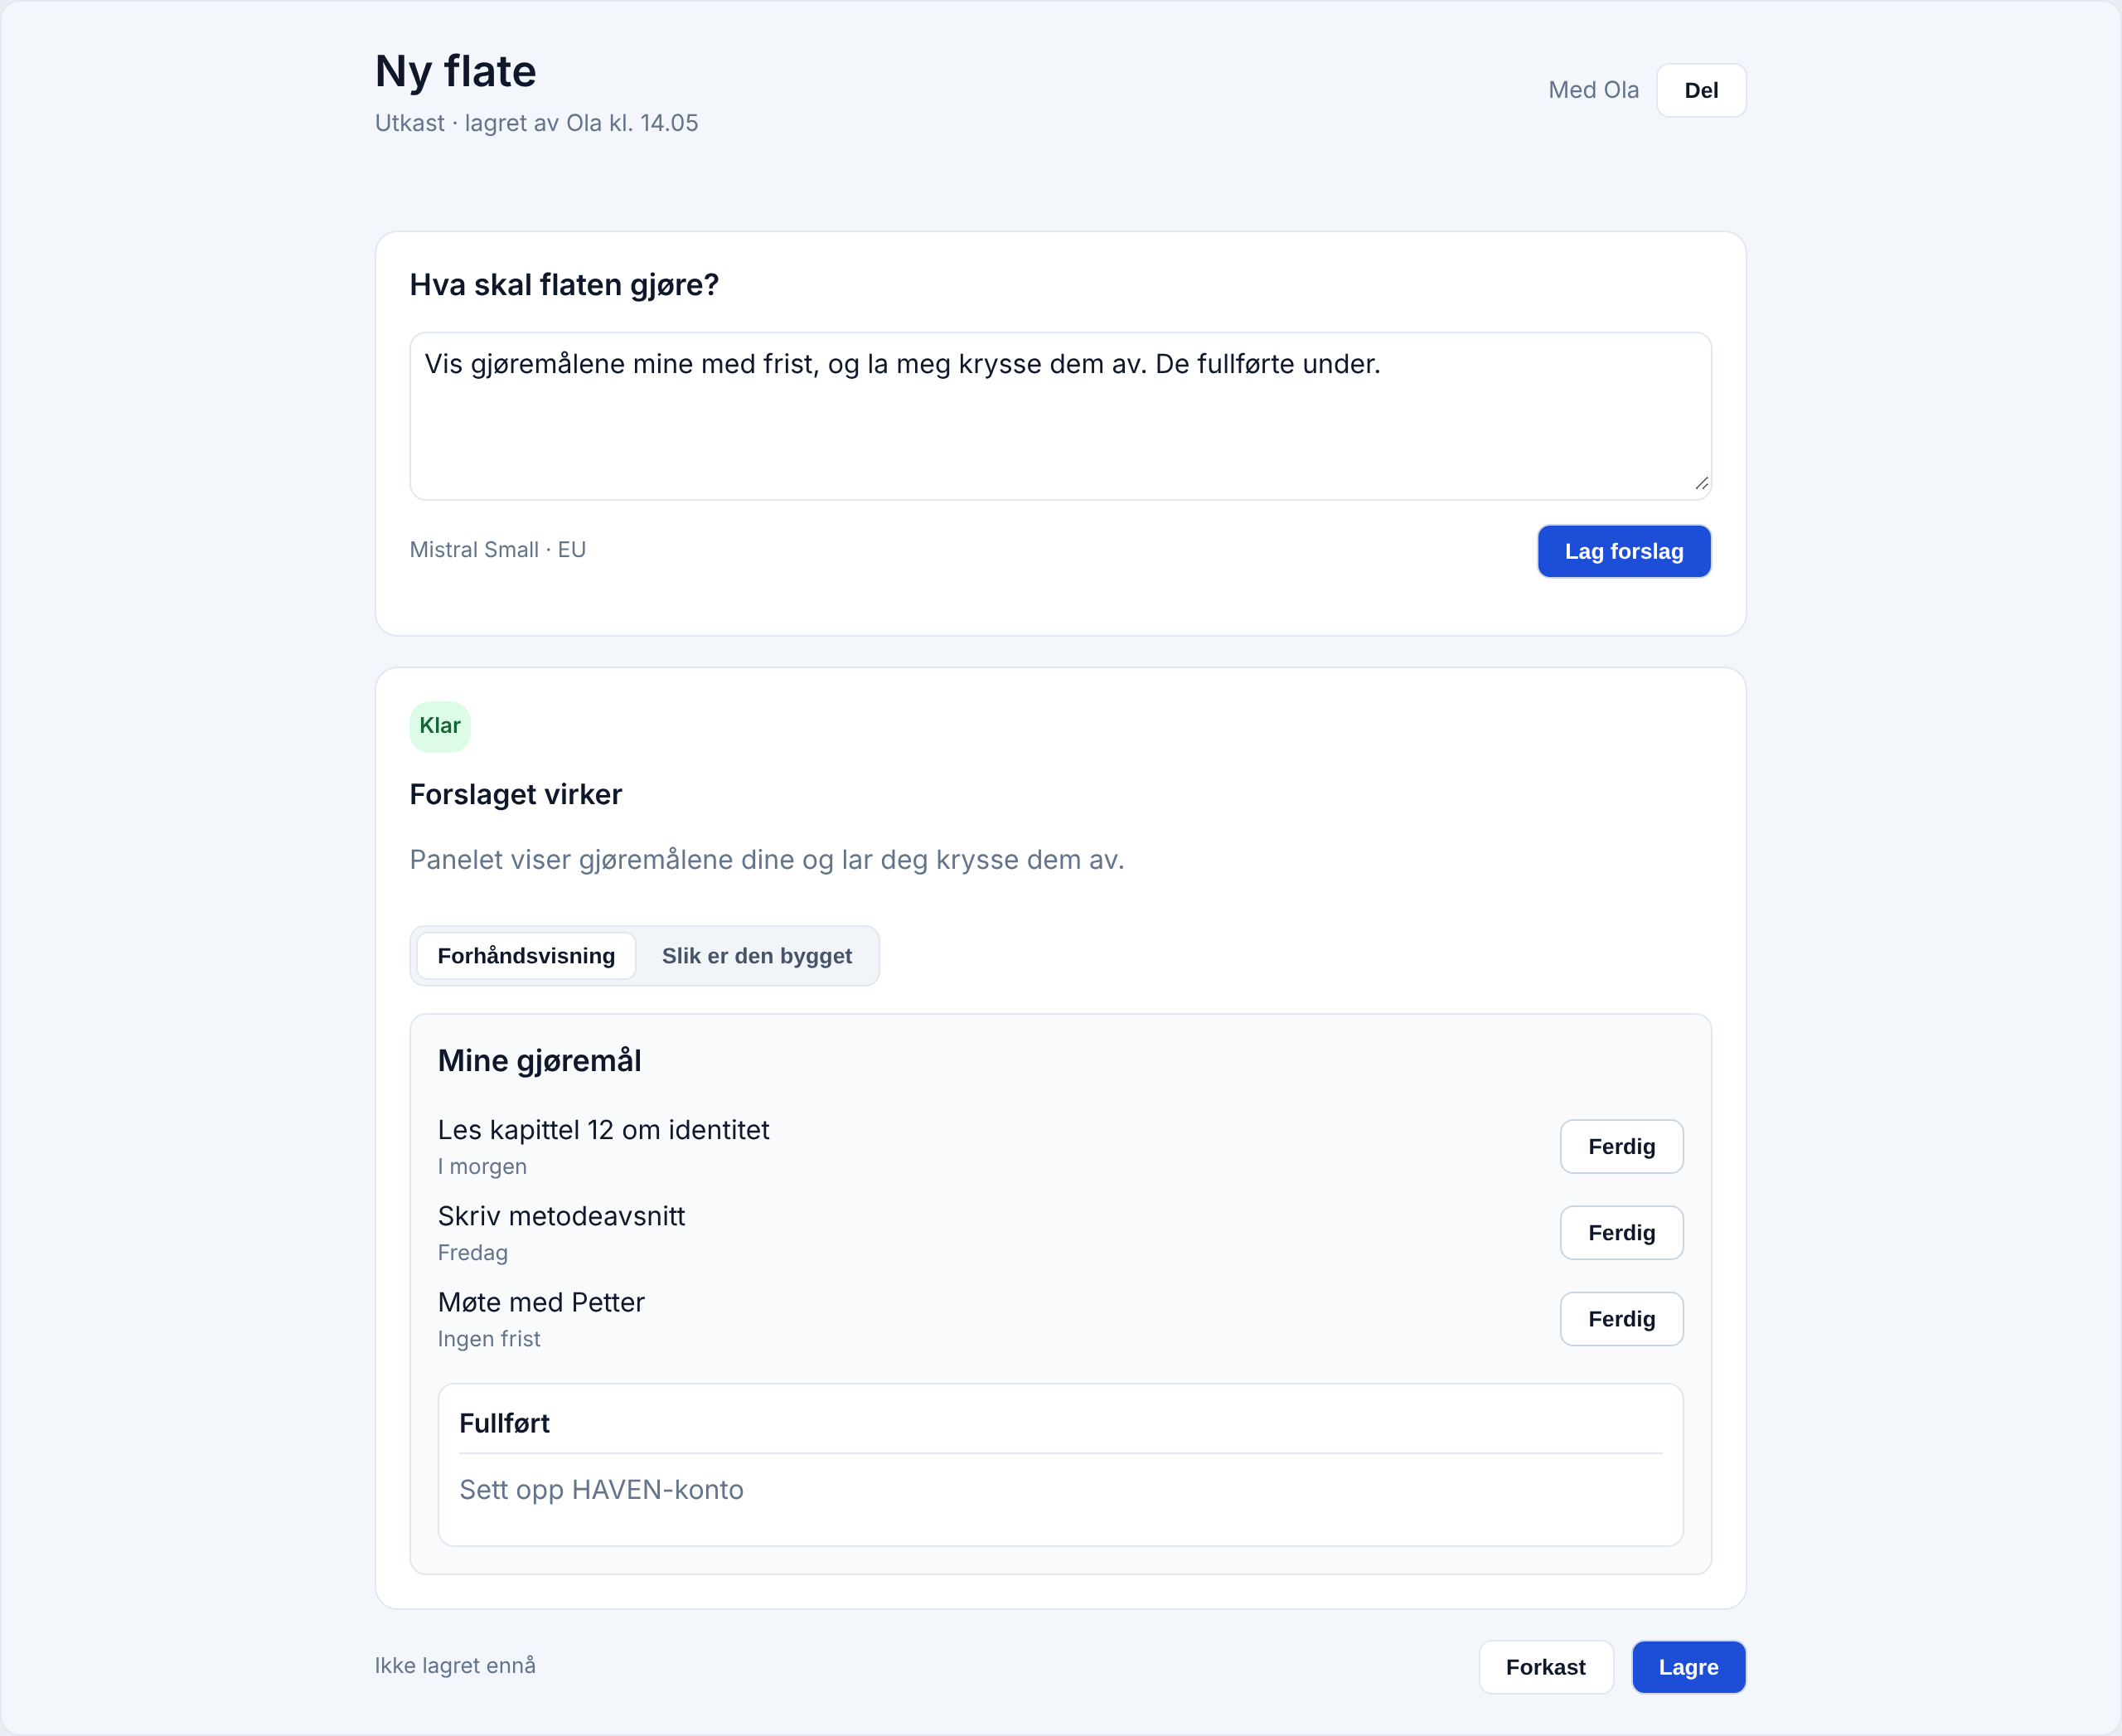 Ny flate
Utkast · lagret av Ola kl. 14.05
Med Ola
Del
Hva skal flaten gjøre?
Vis gjøremålene mine med frist, og la meg krysse dem av. De fullførte under.
Mistral Small · EU
Lag forslag
Klar
Forslaget virker
Panelet viser gjøremålene dine og lar deg krysse dem av.
Forhåndsvisning
Slik er den bygget
Mine gjøremål
Les kapittel 12 om identitet
I morgen
Ferdig
Skriv metodeavsnitt
Fredag
Ferdig
Møte med Petter
Ingen frist
Ferdig
Fullført
Sett opp HAVEN-konto
Ikke lagret ennå
Forkast
Lagre